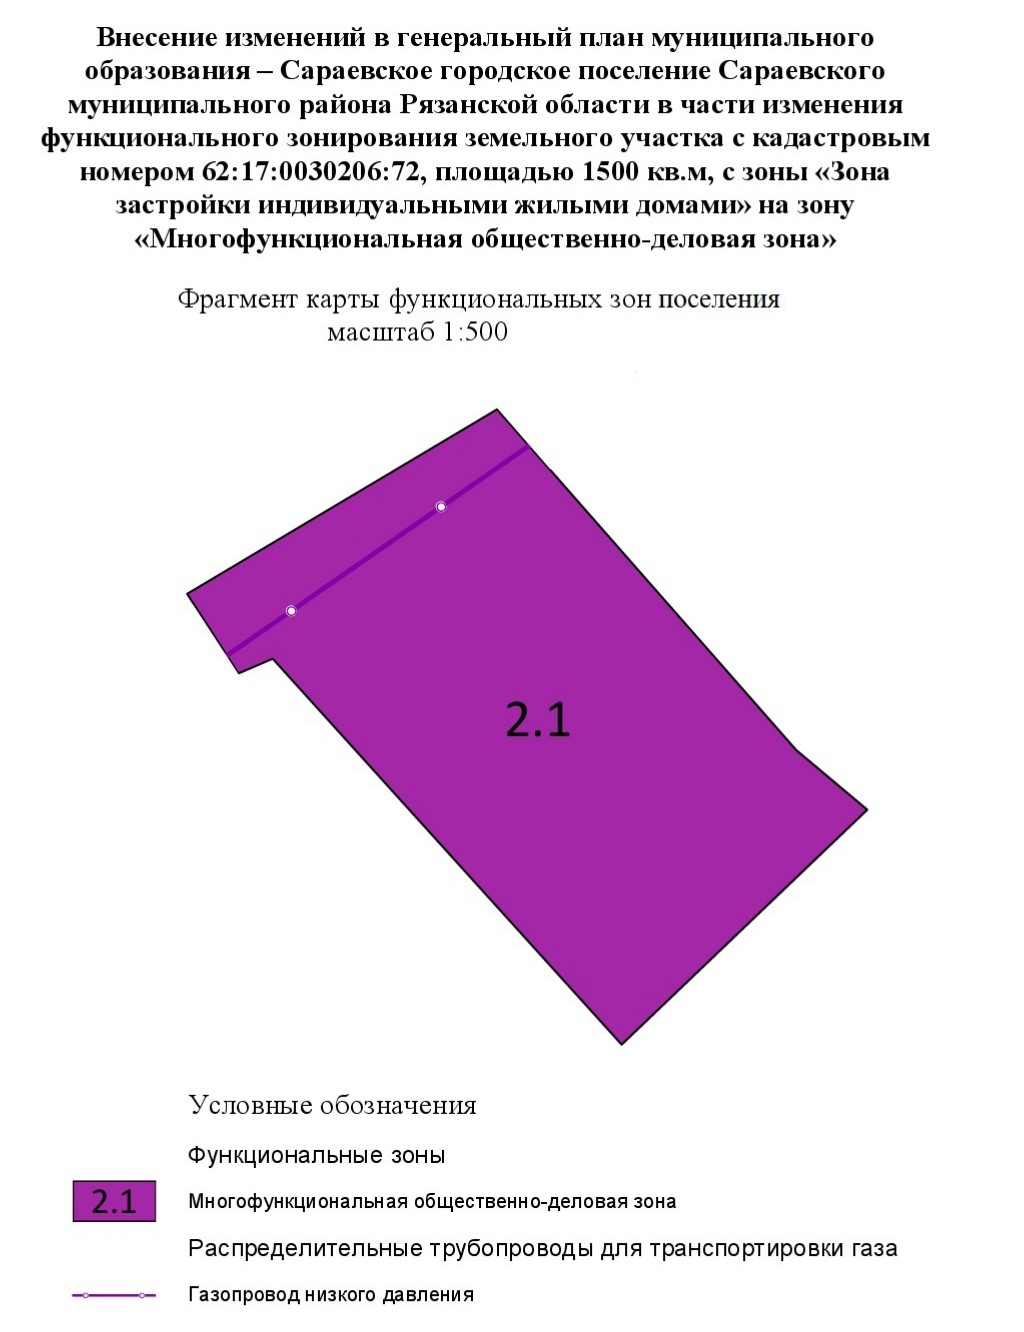 Внесение изменений в генеральный план муниципального
образования – Сараевское городское поселение Сараевского
муниципального района Рязанской области в части изменения
функционального зонирования земельного участка с кадастровым
номером 62:17:0030206:72, площадью 1500 кв.м, с зоны «Зона
застройки индивидуальными жилыми домами» на зону
«Многофункциональная общественно-деловая зона»
Фрагмент карты функциональных зон поселения
масштаб 1:500
2.1
Условные обозначения
Функциональные зоны
2.1 Многофункциональная общественно-деловая зона
Распределительные трубопроводы для транспортировки газа
Газопровод низкого давления